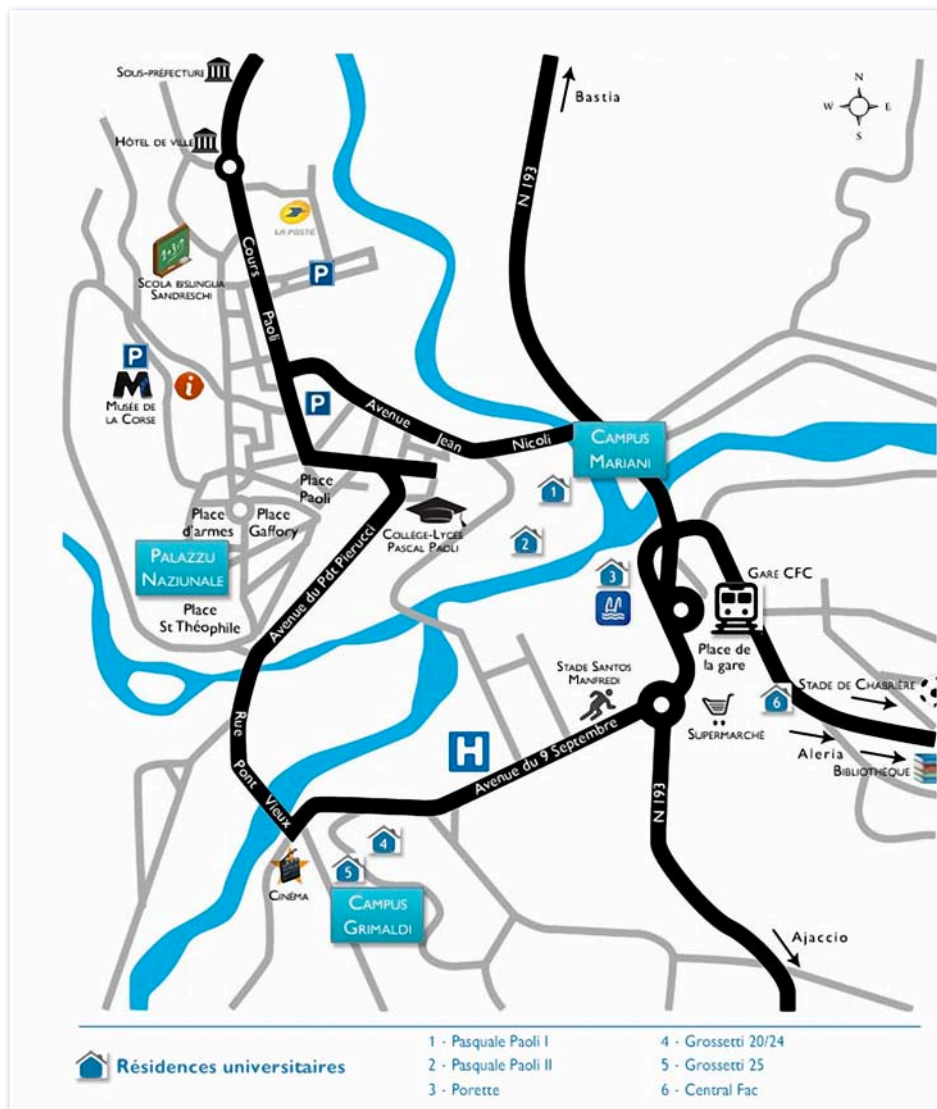 SOUS-PRÉFECTURE
Bastia
N
W E
S
HÔTEL DE VILLE
N 193
LA POSTE
Cours Paoli
SCOLA BISLINGUA
SANDRESCHI
P
P
M
i
MUSÉE DE
LA CORSE
P
Avenue Jean Nicoli
CAMPUS
MARIANI
Place
Paoli
1
Place
d'armes
Place
Gaffory
COLLÈGE-LYCÉE
PASCAL PAOLI
2
PALAZZU
NAZIUNALE
Avenue du Pdt Pierucci
3
GARE CFC
Place
St Théophile
Place de
la gare
STADE SANTOS
MANFREDI
STADE DE CHABRIÈRE
6
SUPERMARCHÉ
Rue Pont Vieux
H
Avenue du 9 Septembre
Aleria
BIBLIOTHÈQUE
N 193
4
5
CINÉMA
CAMPUS
GRIMALDI
Ajaccio
Résidences universitaires
1 - Pasquale Paoli I
2 - Pasquale Paoli II
3 - Porette
4 - Grossetti 20/24
5 - Grossetti 25
6 - Central Fac